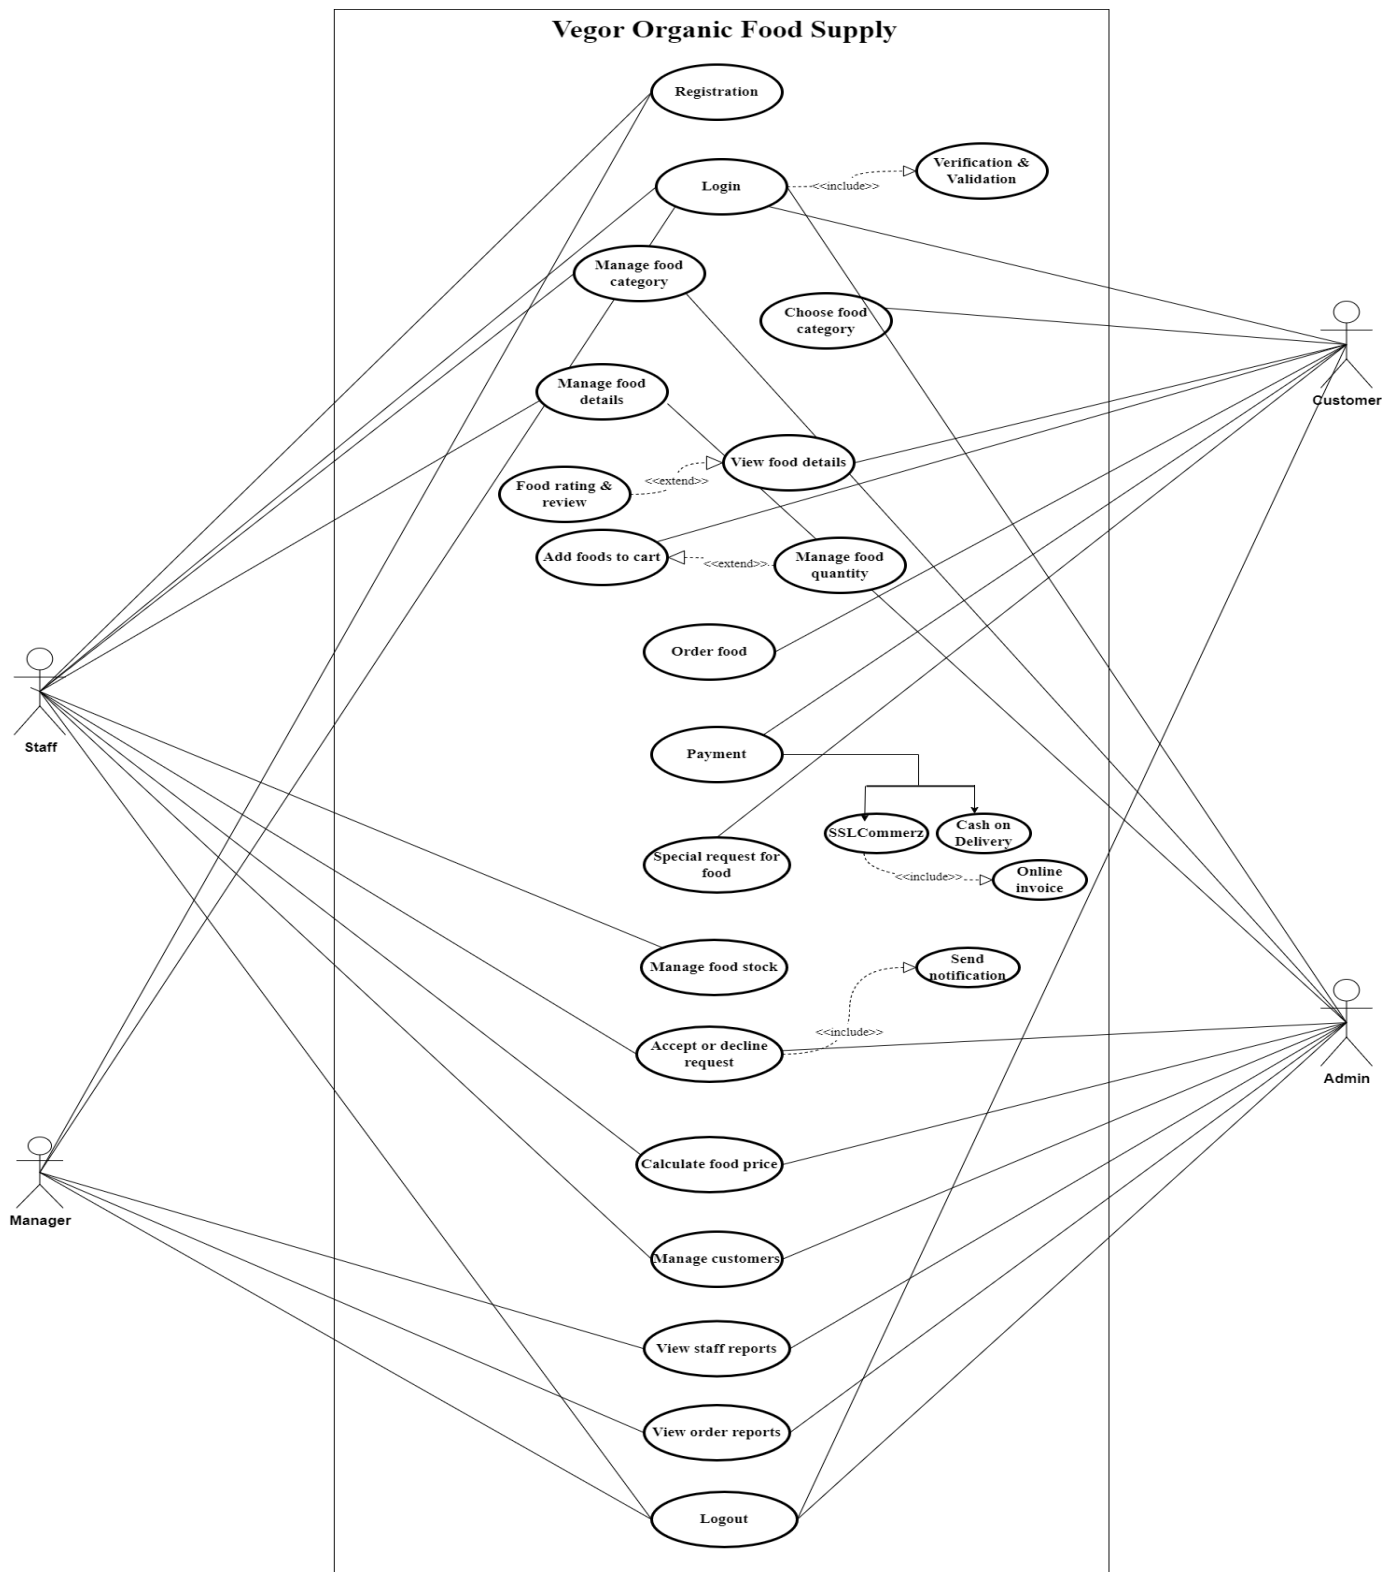 Vegor Organic Food Supply
Registration
Verification &
Validation
Login
<<include>>
Manage food
category
Choose food
category
Customer
Manage food
details
View food details
<<extend>>
Food rating &
review
Add foods to cart
<<extend>>
Manage food
quantity
Order food
Staff
Payment
SSLCommerz
Cash on
Delivery
Special request for
food
<<include>>
Online
invoice
Manage food stock
Send
notification
<<include>>
Accept or decline
request
Admin
Calculate food price
Manager
Manage customers
View staff reports
View order reports
Logout